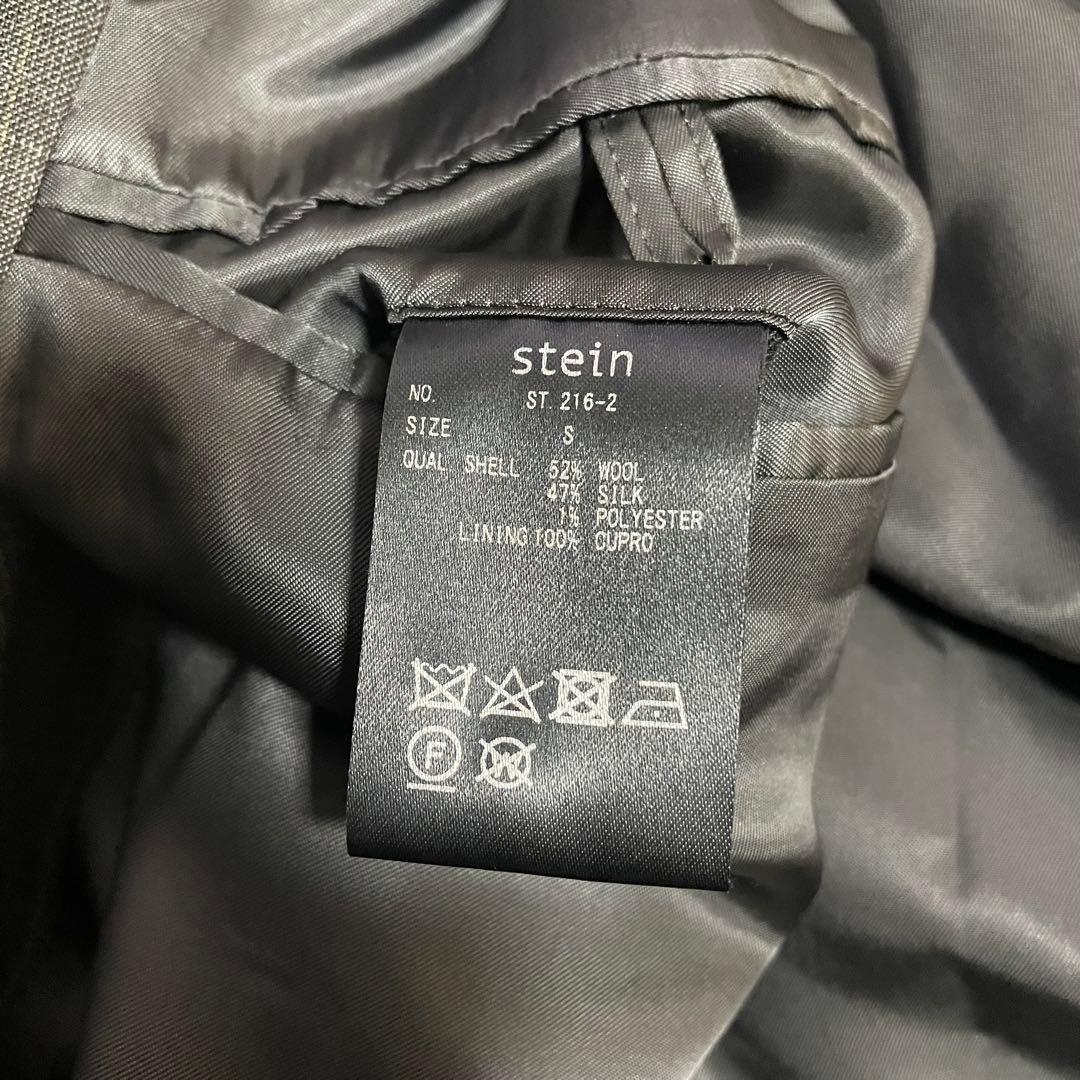 stein
NO. ST. 216-2
SIZE S
QUAL SHELL 52% WOOL
47% SILK
1% POLYESTER
LINING 100% CUPRO
F W